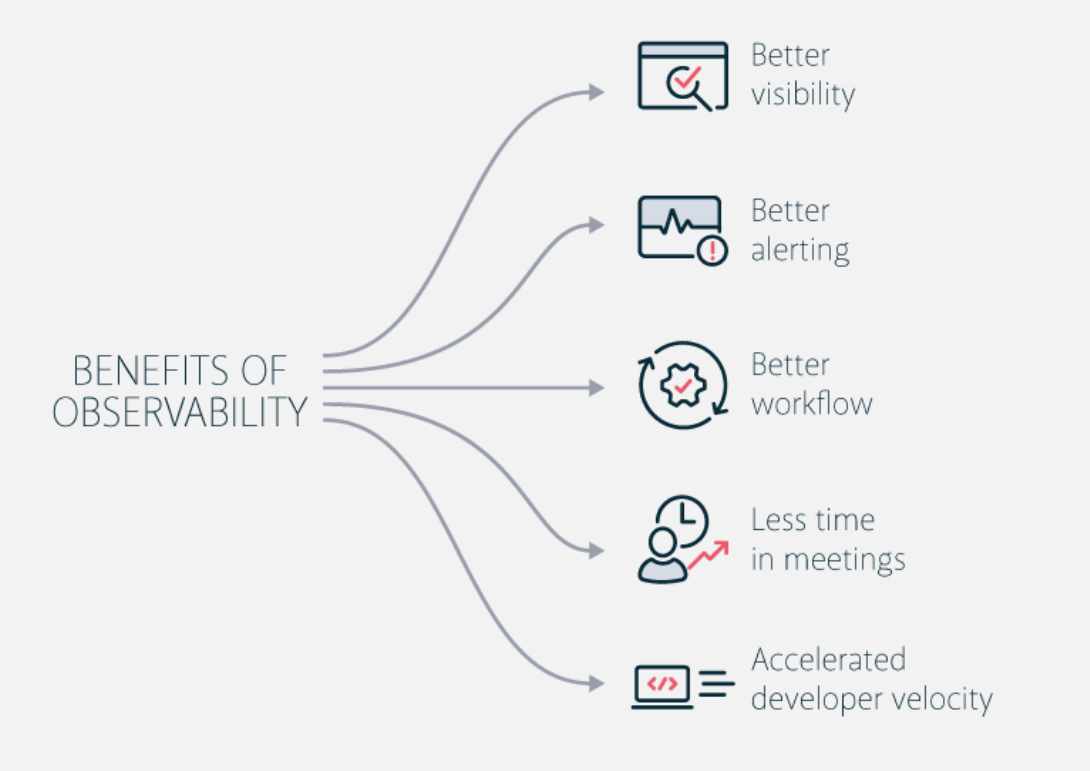 BENEFITS OF
OBSERVABILITY
Better
visibility
Better
alerting
Better
workflow
Less time
in meetings
Accelerated
developer velocity